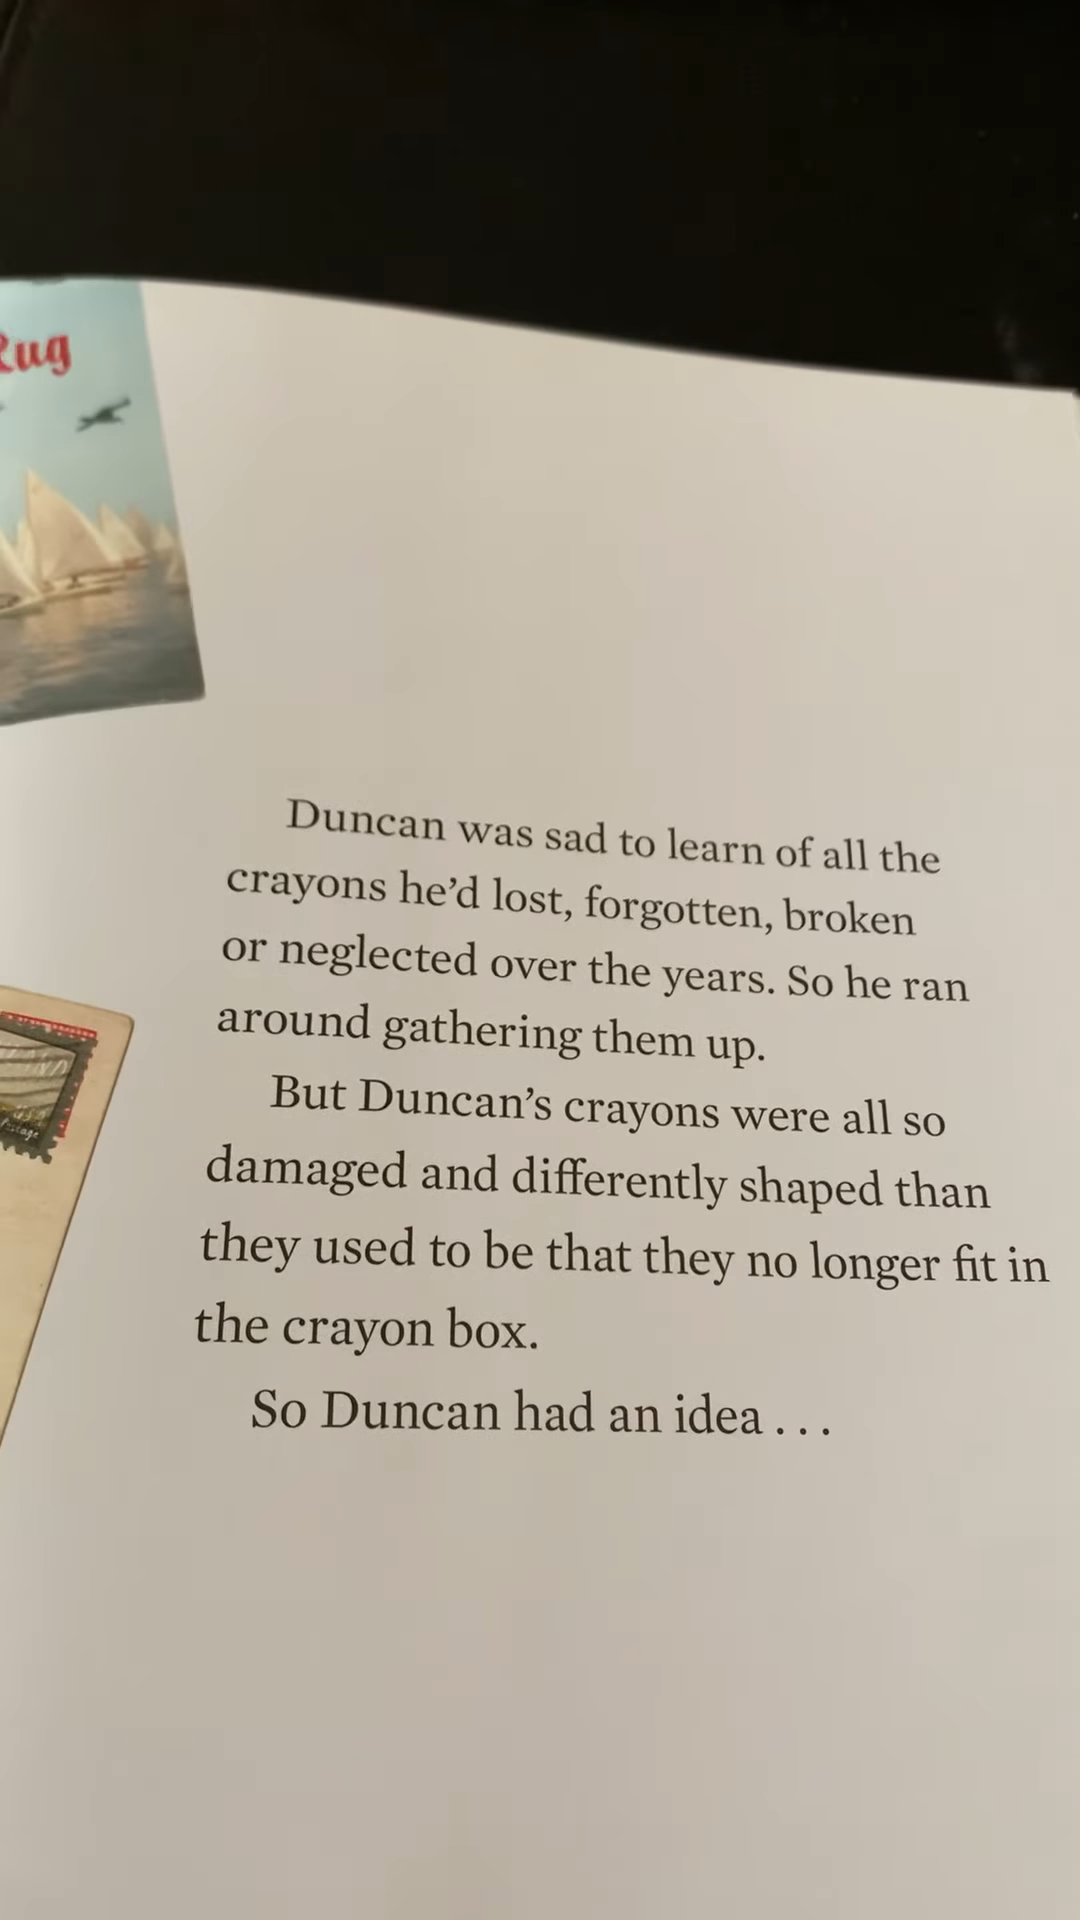 Rug
Postage
Duncan was sad to learn of all the
crayons he’d lost, forgotten, broken
or neglected over the years. So he ran
around gathering them up.
But Duncan’s crayons were all so
damaged and differently shaped than
they used to be that they no longer fit in
the crayon box.
So Duncan had an idea . . .